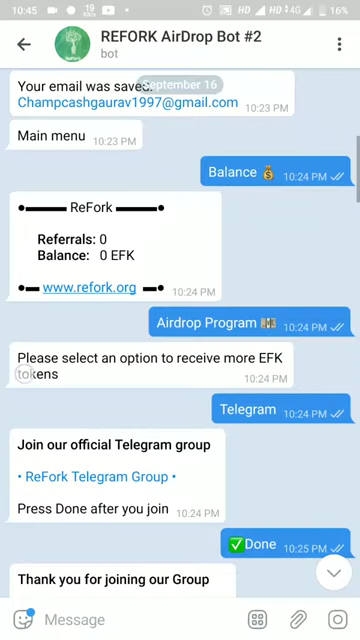 10:45
19
KB/s
HD
HD
4G
16%
REFORK AirDrop Bot #2
bot
September 16
Your email was saved.
Champcashgaurav1997@gmail.com
10:23 PM
Main menu
10:23 PM
Balance 💰
10:24 PM
ReFork
Referrals: 0
Balance: 0 EFK
www.refork.org
10:24 PM
Airdrop Program 💵
10:24 PM
Please select an option to receive more EFK
tokens
10:24 PM
Telegram
10:24 PM
Join our official Telegram group
• ReFork Telegram Group •
Press Done after you join
10:24 PM
✅Done
10:25 PM
Thank you for joining our Group
Message